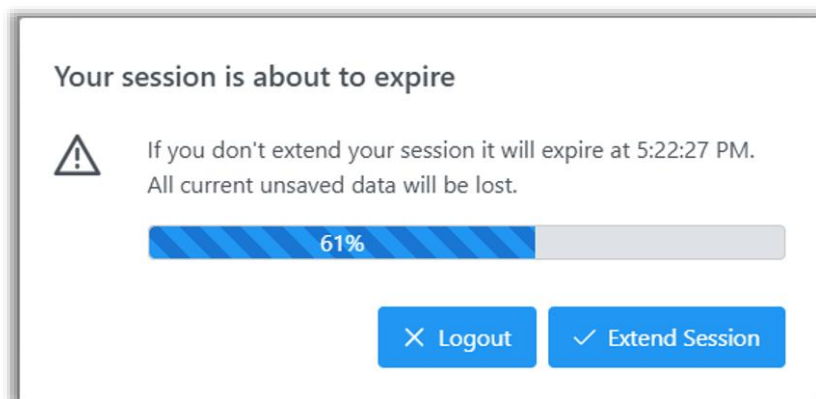 Your session is about to expire
If you don't extend your session it will expire at 5:22:27 PM.
All current unsaved data will be lost.
61%
Logout
Extend Session